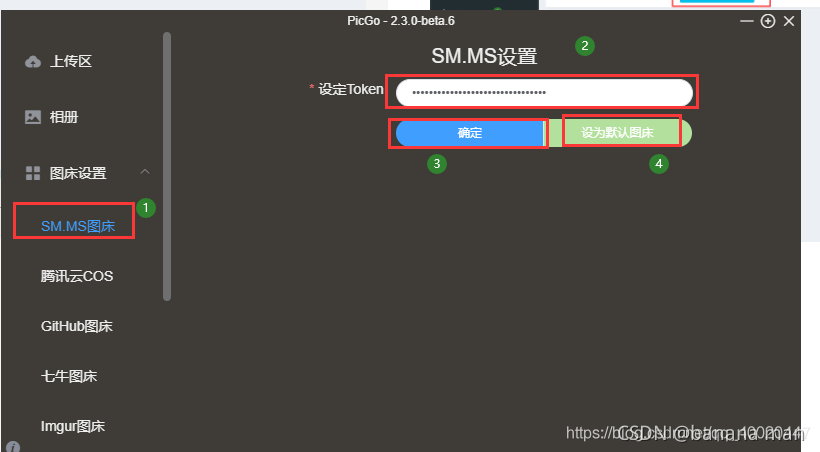 PicGo - 2.3.0-beta.6
上传区
相册
图床设置
SM.MS图床
腾讯云COS
GitHub图床
七牛图床
Imgur图床
SM.MS设置
* 设定Token
确定
设为默认图床
1
2
3
4
CSDN @banana man